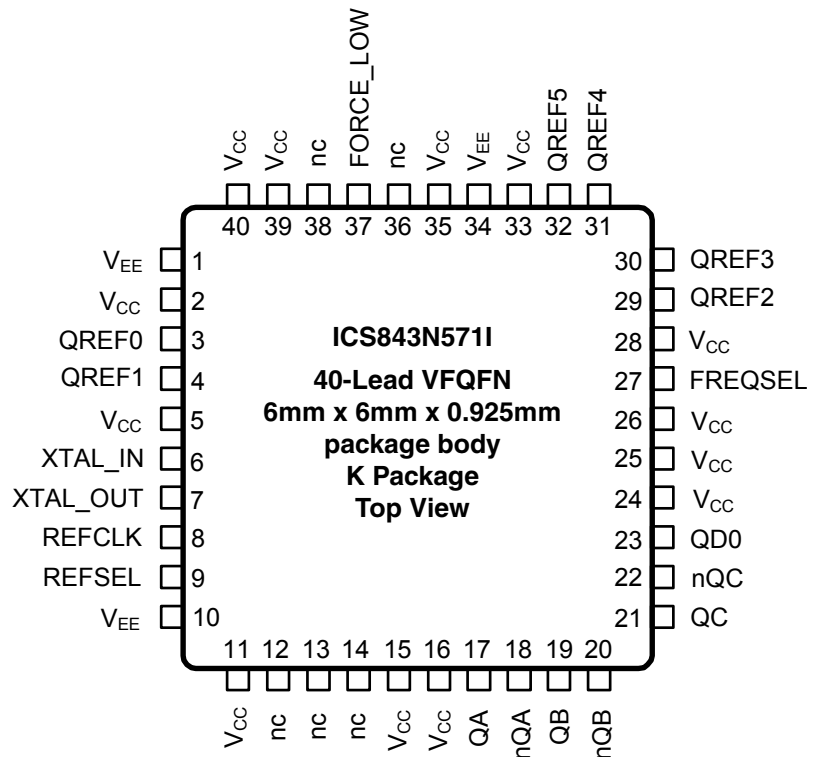 VCC
VCC
nc
FORCE_LOW
nc
VCC
VEE
VCC
QREF5
QREF4
40 39 38 37 36 35 34 33 32 31
VEE 1
VCC 2
QREF0 3
QREF1 4
VCC 5
XTAL_IN 6
XTAL_OUT 7
REFCLK 8
REFSEL 9
VEE 10
ICS843N571I
40-Lead VFQFN
6mm x 6mm x 0.925mm
package body
K Package
Top View
30 QREF3
29 QREF2
28 VCC
27 FREQSEL
26 VCC
25 VCC
24 VCC
23 QD0
22 nQC
21 QC
11 12 13 14 15 16 17 18 19 20
VCC
nc
nc
nc
VCC
VCC
QA
nQA
QB
nQB